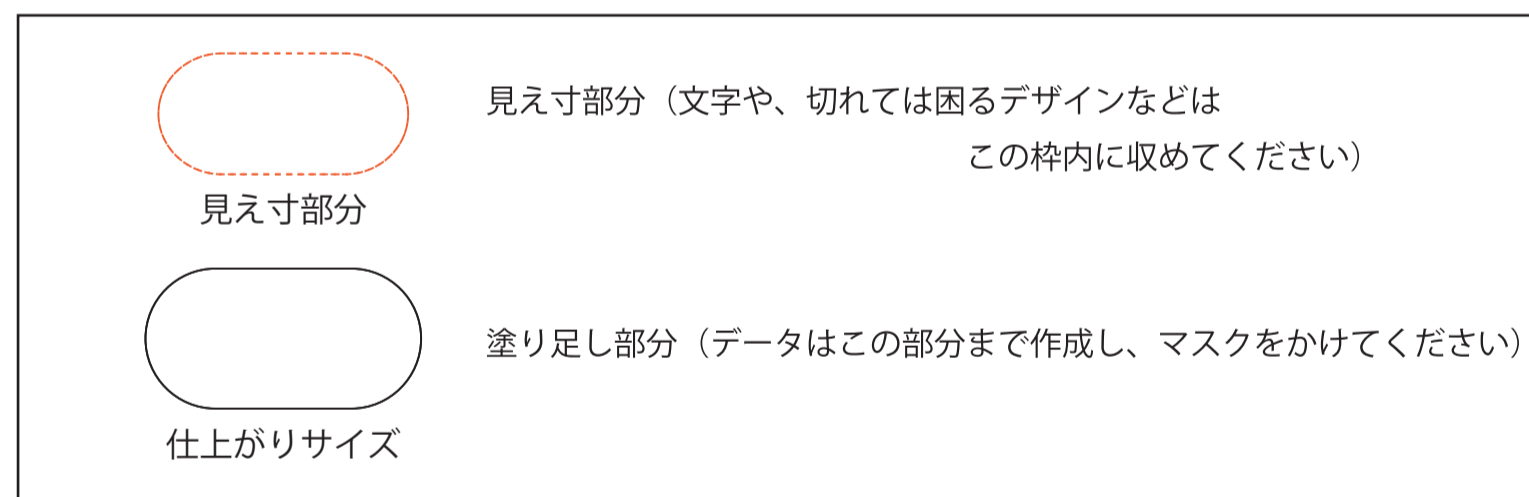 見え寸部分（文字や、切れては困るデザインなどは
この枠内に収めてください）
見え寸部分
塗り足し部分（データはこの部分まで作成し、マスクをかけてください）
仕上がりサイズ